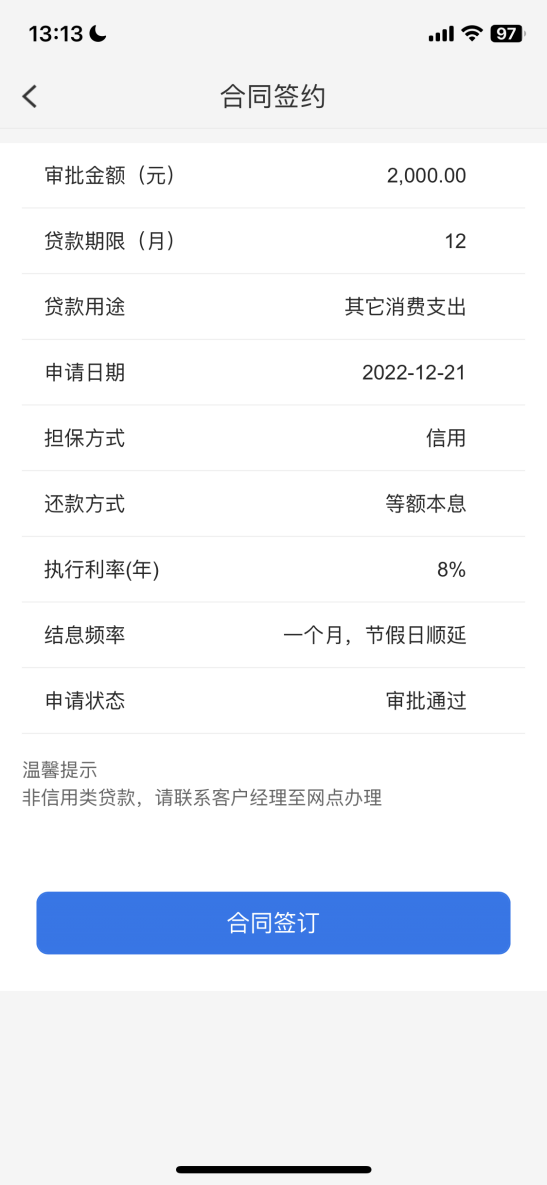 13:13
97
合同签约
审批金额（元） 2,000.00
贷款期限（月） 12
贷款用途 其它消费支出
申请日期 2022-12-21
担保方式 信用
还款方式 等额本息
执行利率(年) 8%
结息频率 一个月，节假日顺延
申请状态 审批通过
温馨提示
非信用类贷款，请联系客户经理至网点办理
合同签订